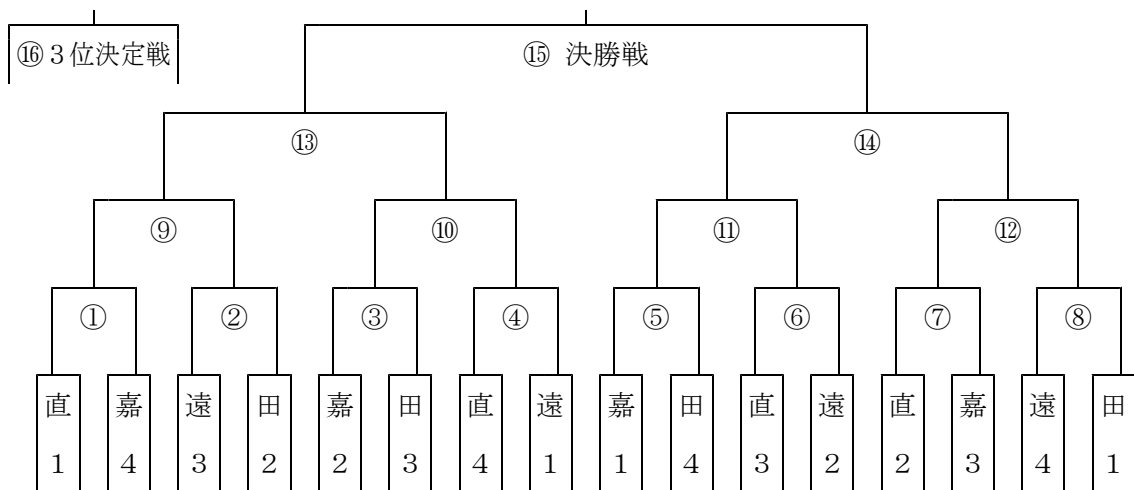 ⑯３位決定戦 ⑮ 決勝戦
⑬ ⑭
⑨ ⑩ ⑪ ⑫
① ② ③ ④ ⑤ ⑥ ⑦ ⑧
直 嘉 遠 田 嘉 田 直 遠 嘉 田 直 遠 直 嘉 遠 田
１ ４ ３ ２ ２ ３ ４ １ １ ４ ３ ２ ２ ３ ４ １